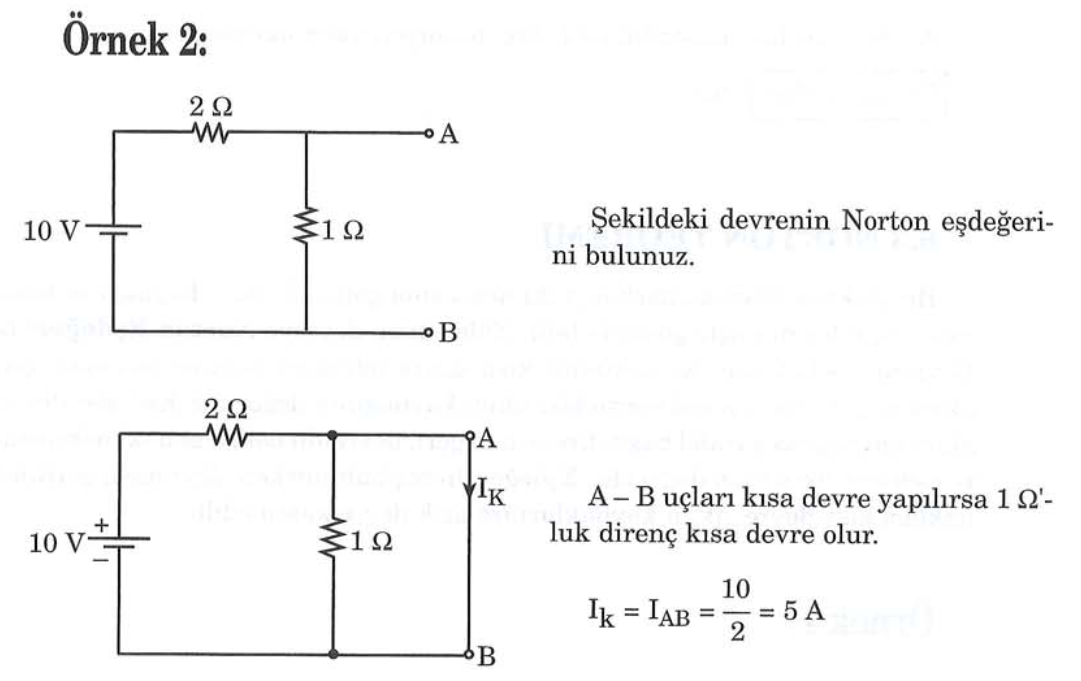 Örnek 2:
2 Ω
A
10 V
1 Ω
B
Şekildeki devrenin Norton eşdeğeri-
ni bulunuz.
2 Ω
A
I_K
+
10 V
–
1 Ω
B
A – B uçları kısa devre yapılırsa 1 Ω'-
luk direnç kısa devre olur.
I_k = I_AB = 10/2 = 5 A